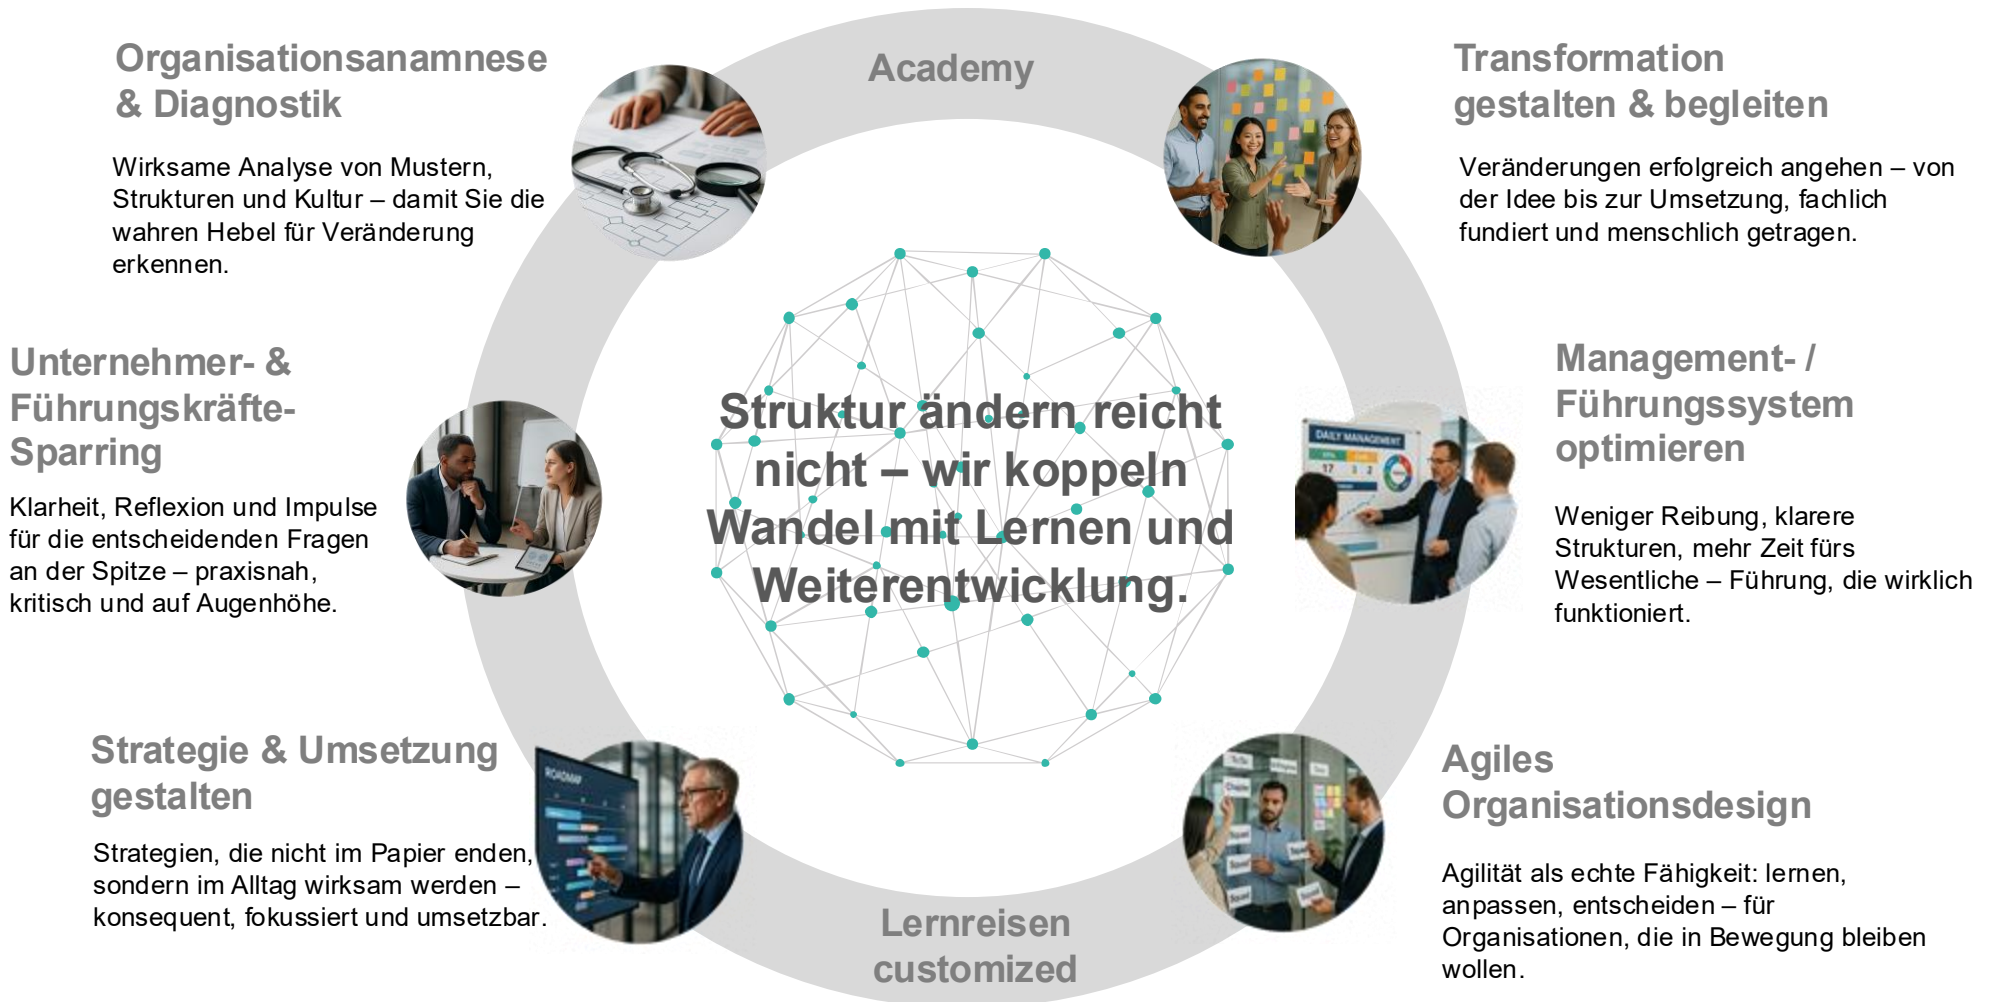 Organisationsanamnese
& Diagnostik
Wirksame Analyse von Mustern,
Strukturen und Kultur – damit Sie die
wahren Hebel für Veränderung
erkennen.
Academy
Transformation
gestalten & begleiten
Veränderungen erfolgreich angehen – von
der Idee bis zur Umsetzung, fachlich
fundiert und menschlich getragen.
Unternehmer- &
Führungskräfte-
Sparring
Klarheit, Reflexion und Impulse
für die entscheidenden Fragen
an der Spitze – praxisnah,
kritisch und auf Augenhöhe.
Struktur ändern reicht
nicht – wir koppeln
Wandel mit Lernen und
Weiterentwicklung.
DAILY MANAGEMENT
17
Management- /
Führungssystem
optimieren
Weniger Reibung, klarere
Strukturen, mehr Zeit fürs
Wesentliche – Führung, die wirklich
funktioniert.
Strategie & Umsetzung
gestalten
Strategien, die nicht im Papier enden,
sondern im Alltag wirksam werden –
konsequent, fokussiert und umsetzbar.
ROADMAP
Lernreisen
customized
Agiles
Organisationsdesign
Agilität als echte Fähigkeit: lernen,
anpassen, entscheiden – für
Organisationen, die in Bewegung bleiben
wollen.